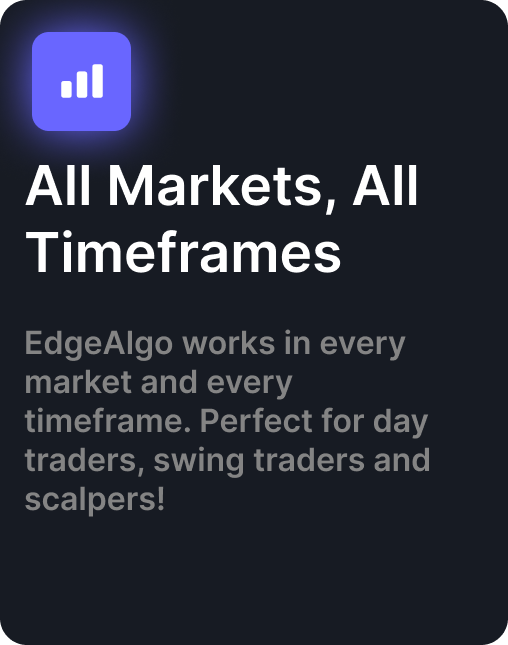 All Markets, All
Timeframes
EdgeAlgo works in every
market and every
timeframe. Perfect for day
traders, swing traders and
scalpers!